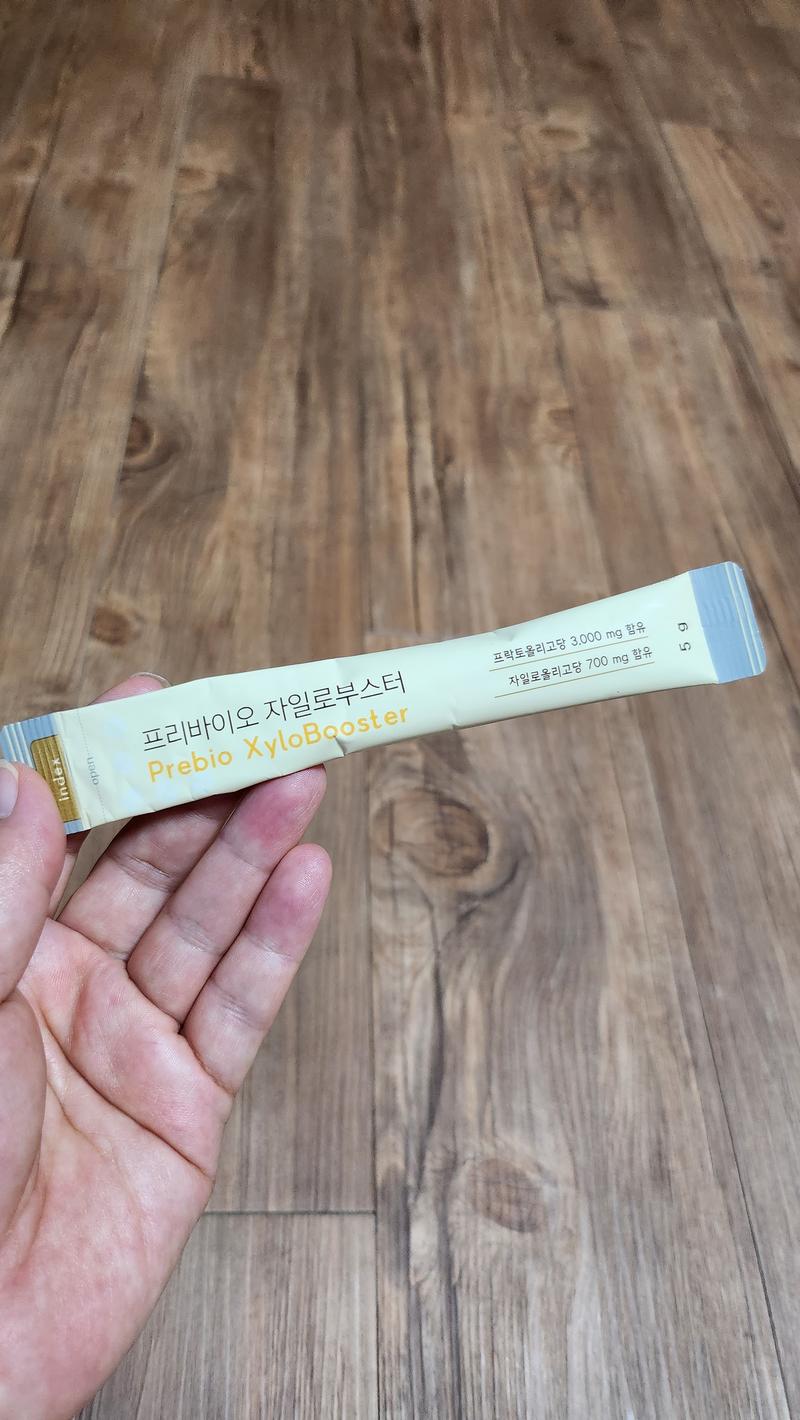 Index
open
프리바이오 자일로부스터
Prebio XyloBooster
프락토올리고당 3,000 mg 함유
자일로올리고당 700 mg 함유
5 g